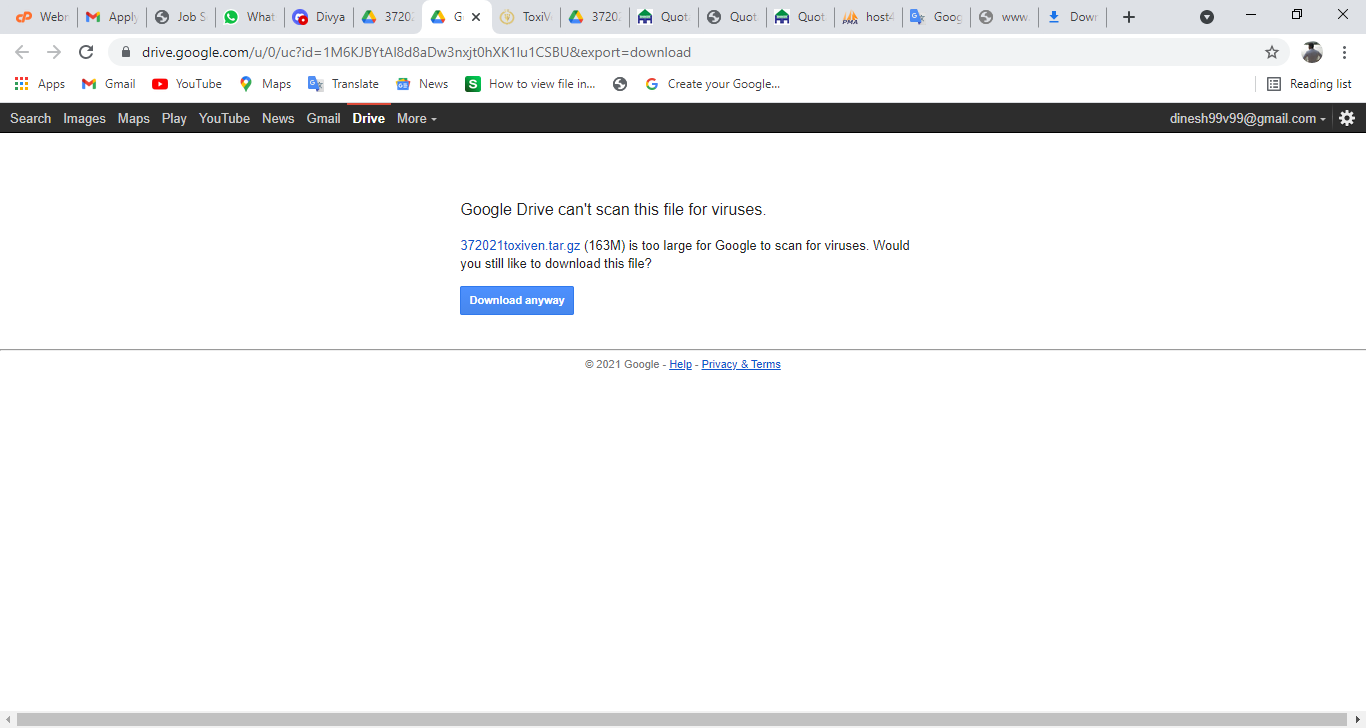 Webr Apply Job S What Divya 3720 G ToxiV 3720 Quot Quot Quot host4 Goog www. Down
drive.google.com/u/0/uc?id=1M6KJBYtAl8d8aDw3nxjt0hXK1lu1CSBU&export=download
Apps Gmail YouTube Maps Translate News How to view file in... Create your Google... Reading list
Search Images Maps Play YouTube News Gmail Drive More dinesh99v99@gmail.com
Google Drive can't scan this file for viruses.
372021toxiven.tar.gz (163M) is too large for Google to scan for viruses. Would
you still like to download this file?
Download anyway
© 2021 Google - Help - Privacy & Terms